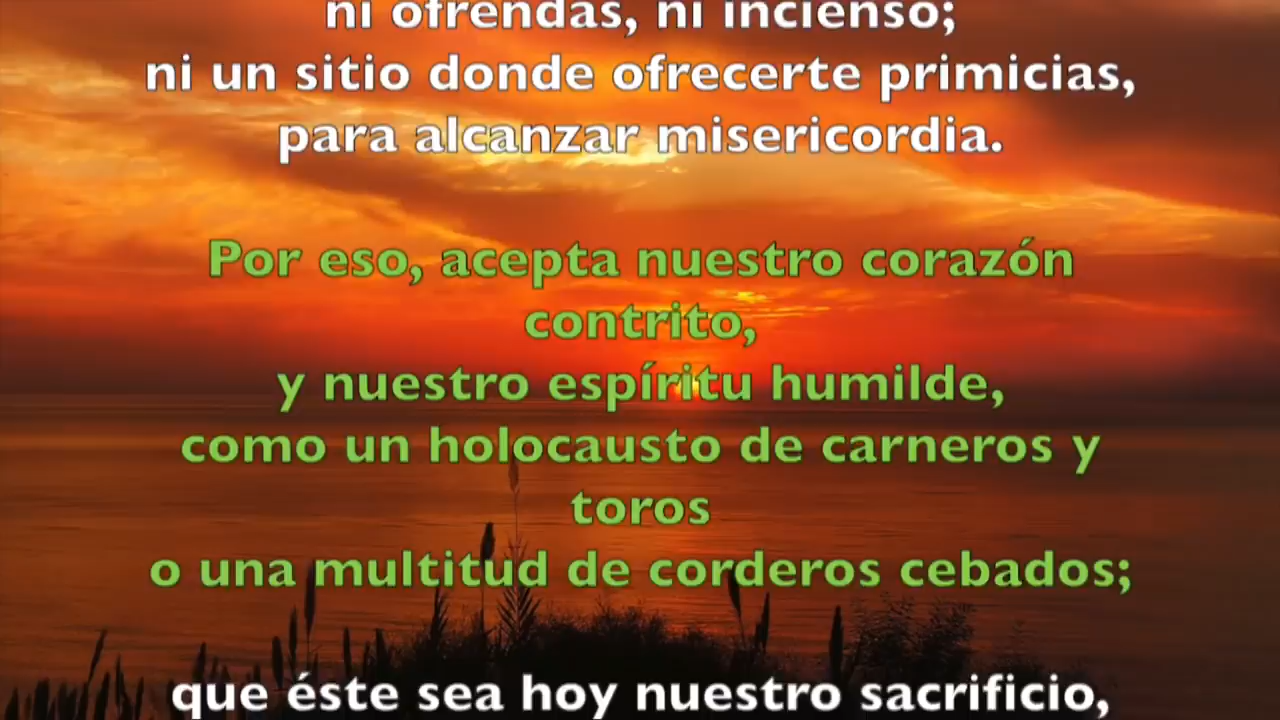 ni ofrendas, ni incienso;
ni un sitio donde ofrecerte primicias,
para alcanzar misericordia.
Por eso, acepta nuestro corazón
contrito,
y nuestro espíritu humilde,
como un holocausto de carneros y
toros
o una multitud de corderos cebados;
que éste sea hoy nuestro sacrificio,